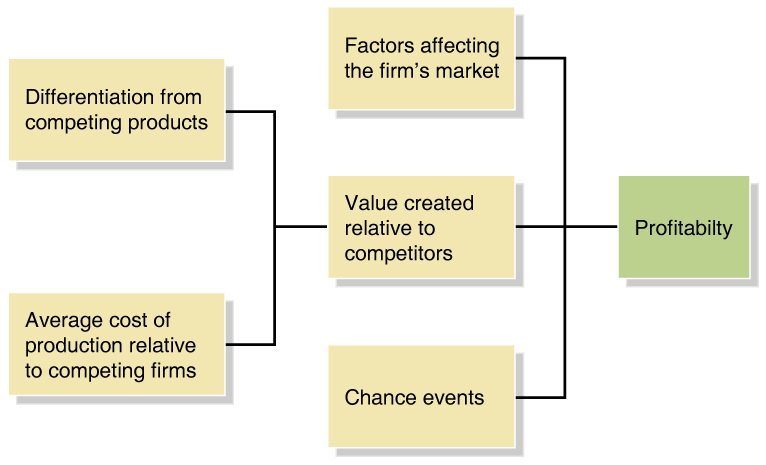 Factors affecting
the firm's market
Differentiation from
competing products
Value created
relative to
competitors
Profitabilty
Average cost of
production relative
to competing firms
Chance events